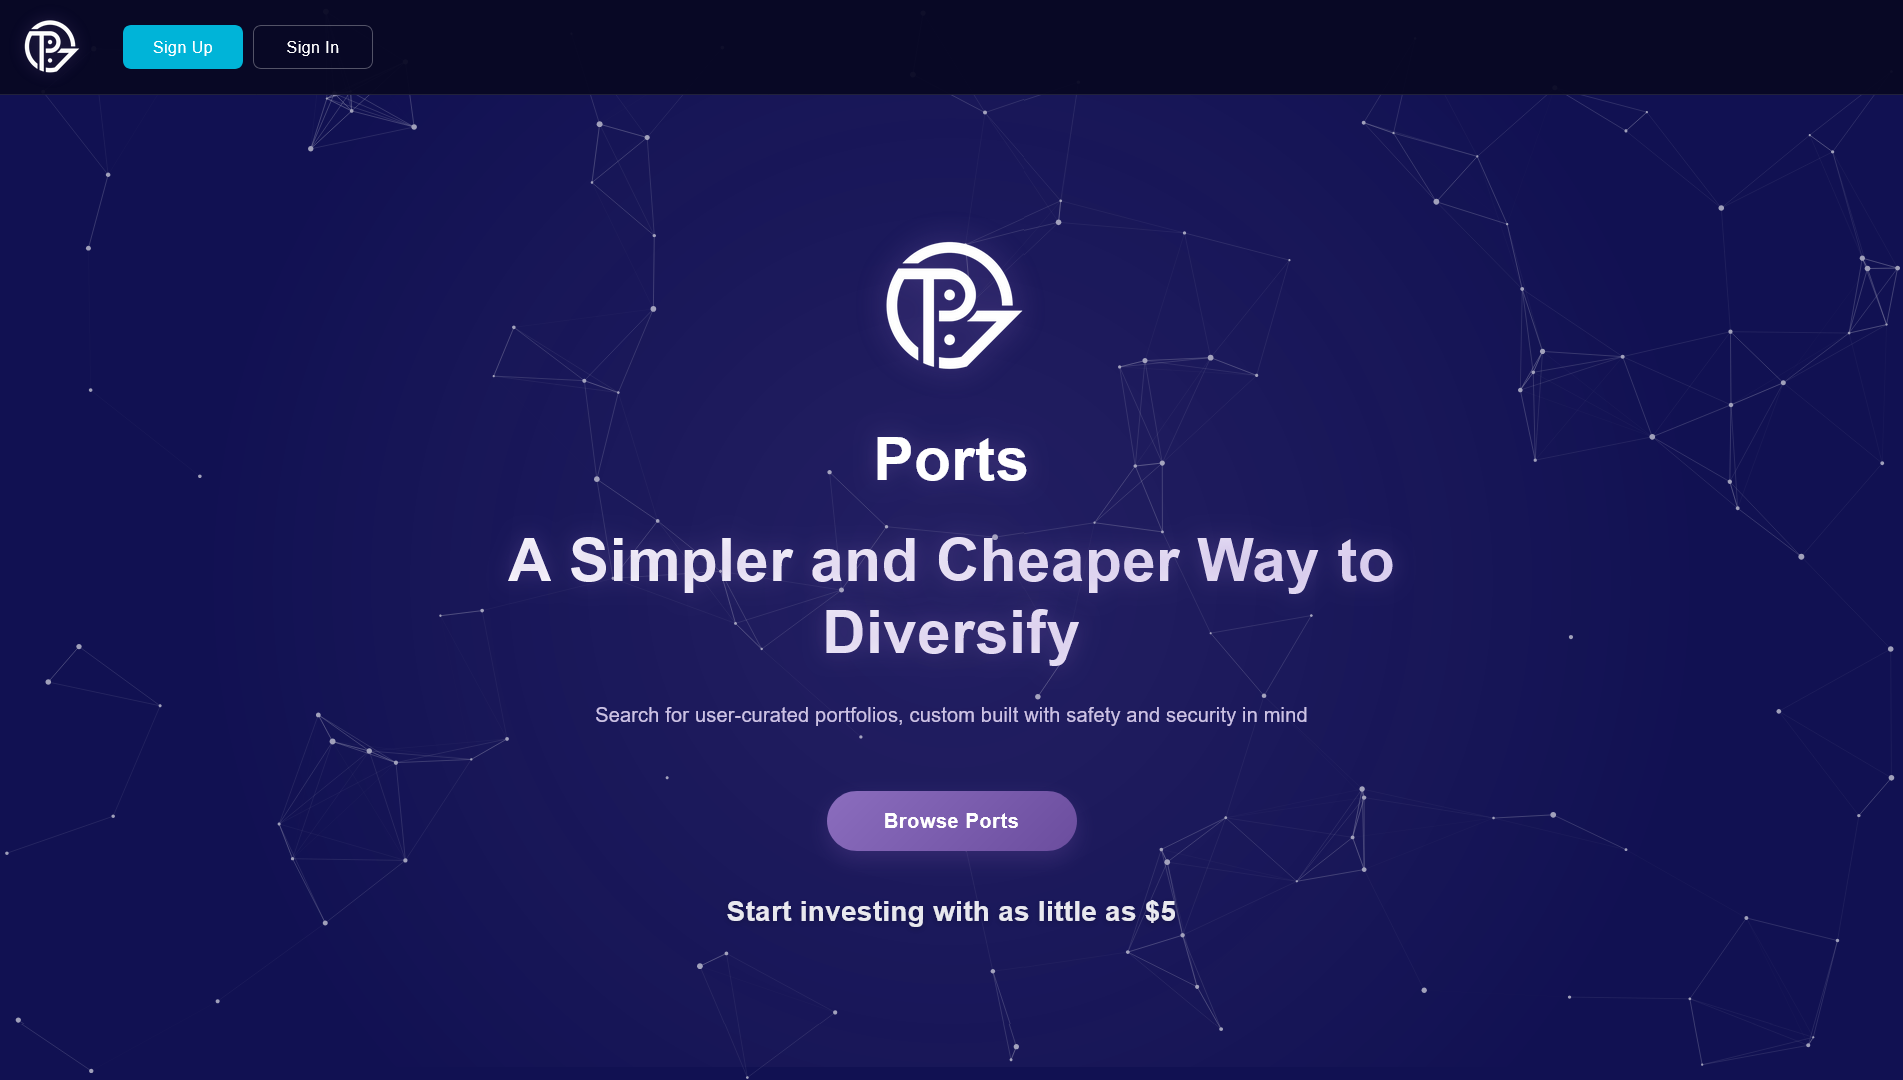 Sign Up
Sign In
Ports
A Simpler and Cheaper Way to
Diversify
Search for user-curated portfolios, custom built with safety and security in mind
Browse Ports
Start investing with as little as $5